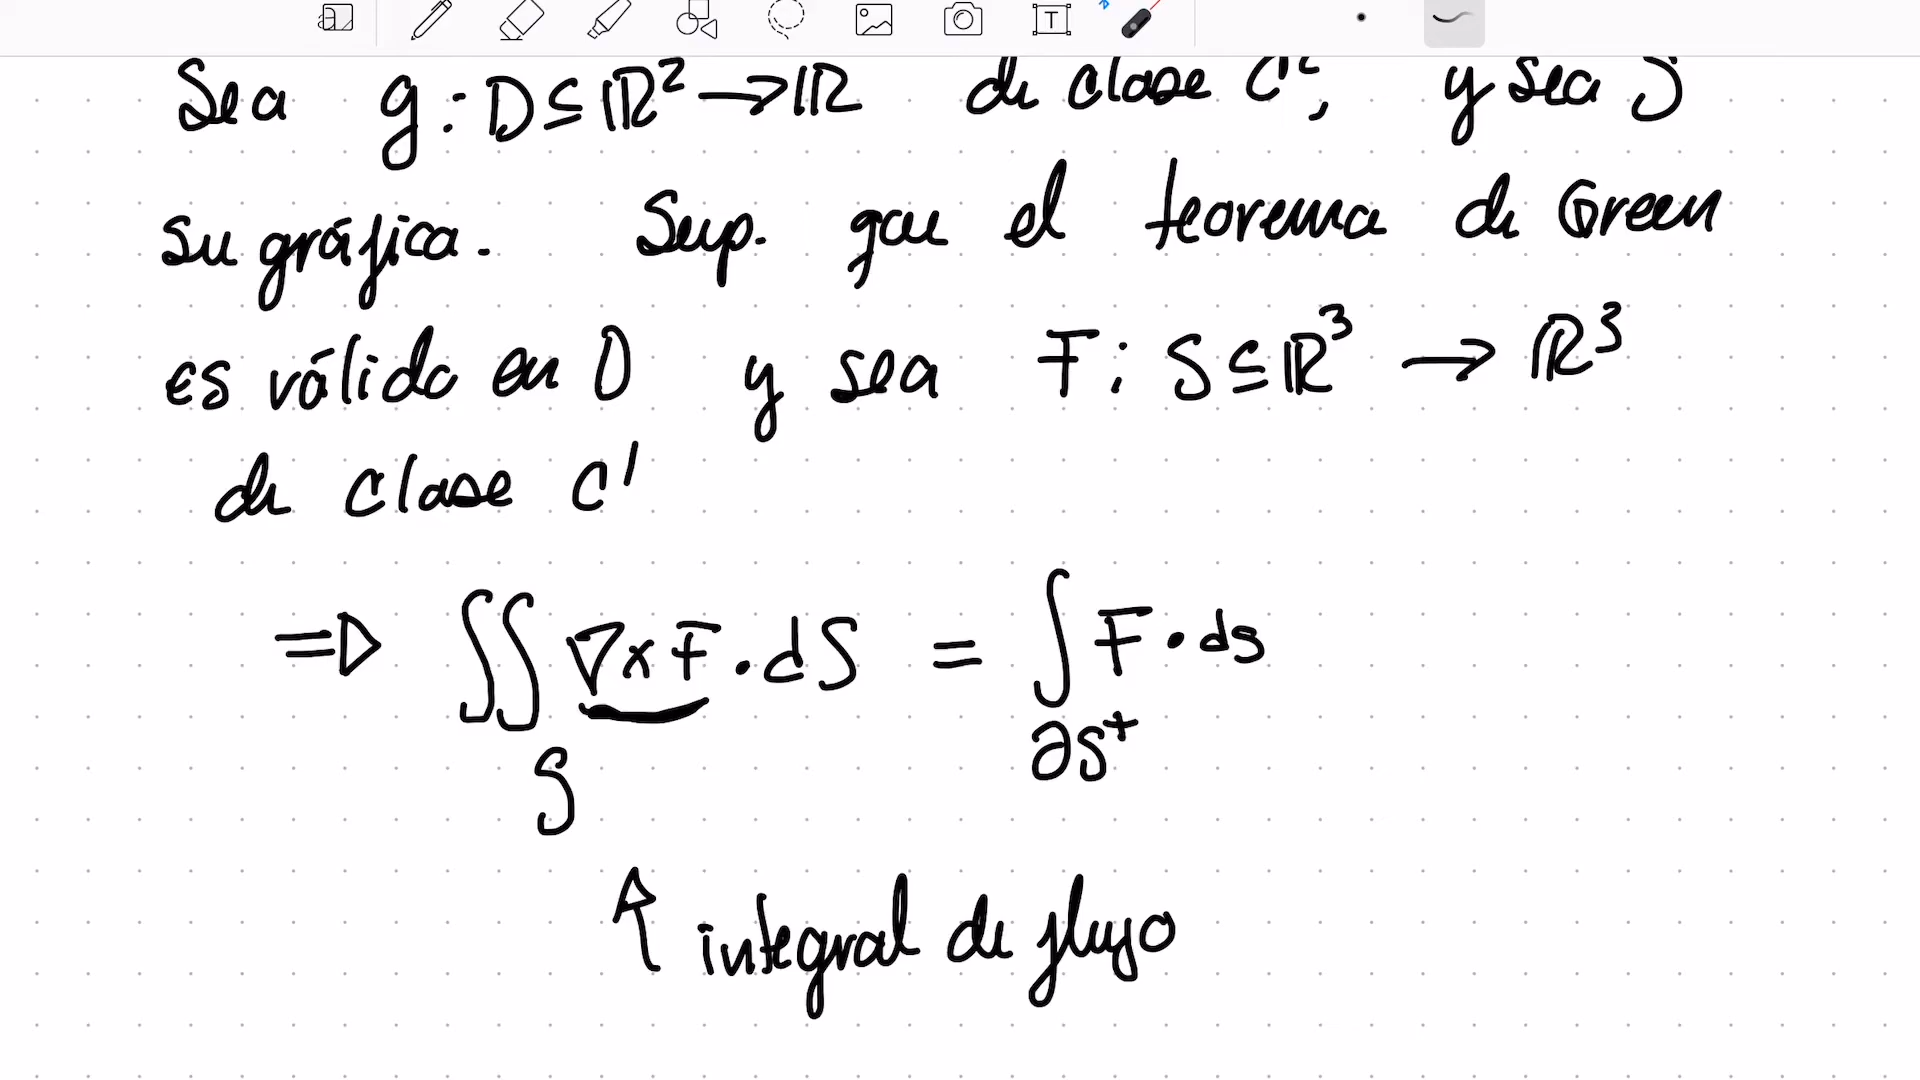 Sea g : D ⊆ ℝ² → ℝ de clase C², y sea S
su gráfica. Sup. que el teorema de Green
es válido en D y sea F : S ⊆ ℝ³ → ℝ³
de clase C¹
⇒ ∬ ∇×F · dS = ∫ F · ds
S ∂S⁺
↑ integral de flujo